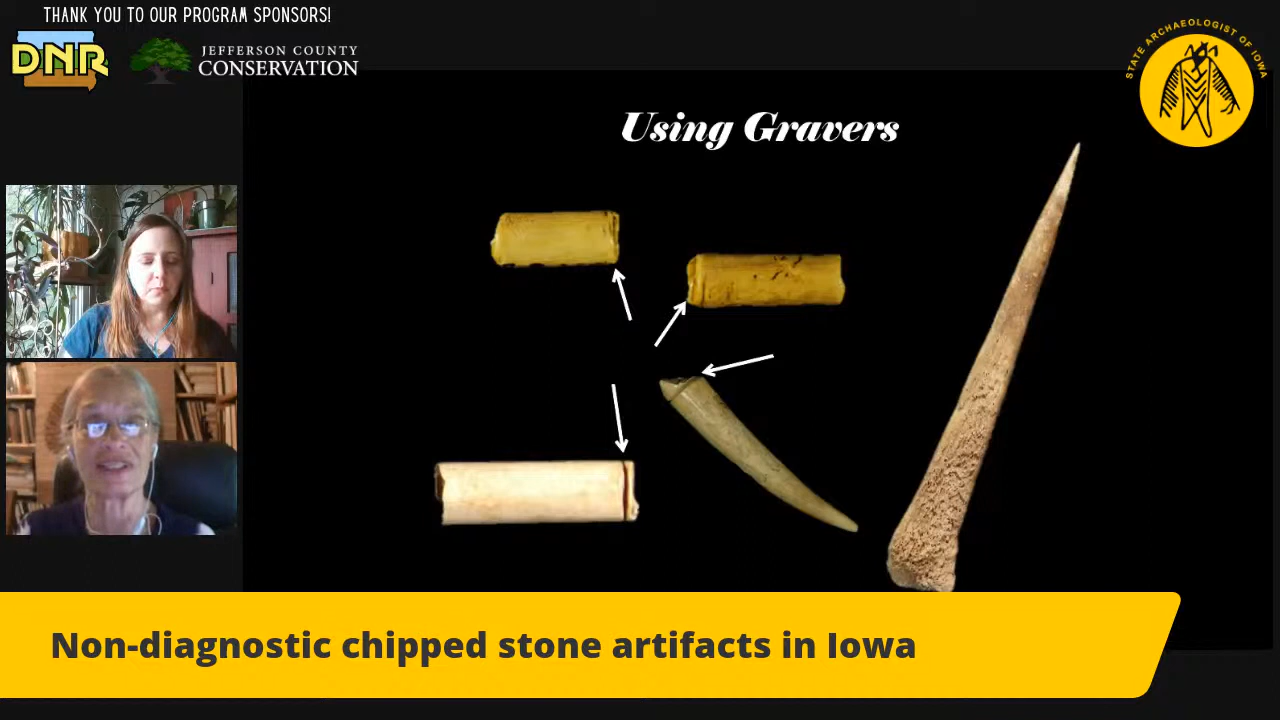 THANK YOU TO OUR PROGRAM SPONSORS!
DNR
JEFFERSON COUNTY
CONSERVATION
STATE ARCHAEOLOGIST OF IOWA
Using Gravers
Non-diagnostic chipped stone artifacts in Iowa